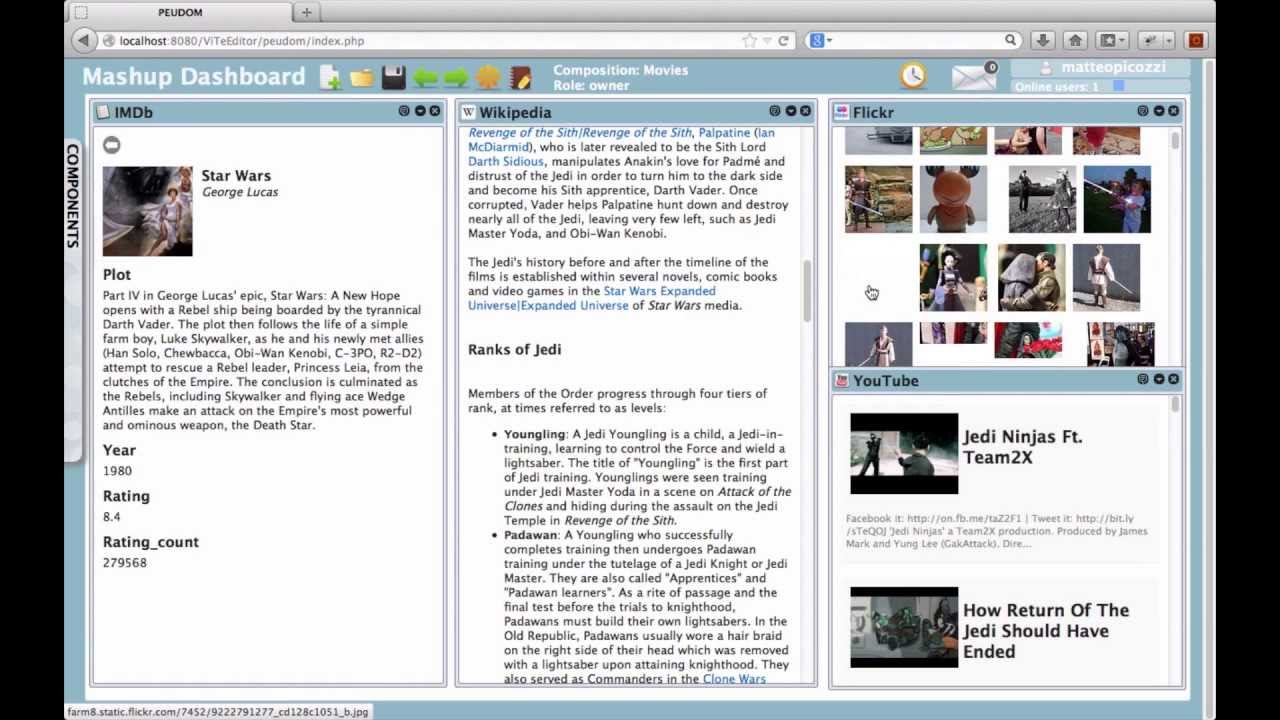 PEUDOM
localhost:8080/ViTeEditor/peudom/index.php
Mashup Dashboard
Composition: Movies
Role: owner
0
matteopicozzi
Online users: 1
COMPONENTS
IMDb
Star Wars
George Lucas
Plot
Part IV in George Lucas' epic, Star Wars: A New Hope
opens with a Rebel ship being boarded by the tyrannical
Darth Vader. The plot then follows the life of a simple
farm boy, Luke Skywalker, as he and his newly met allies
(Han Solo, Chewbacca, Obi-Wan Kenobi, C-3PO, R2-D2)
attempt to rescue a Rebel leader, Princess Leia, from the
clutches of the Empire. The conclusion is culminated as
the Rebels, including Skywalker and flying ace Wedge
Antilles make an attack on the Empire's most powerful
and ominous weapon, the Death Star.
Year
1980
Rating
8.4
Rating_count
279568
W Wikipedia
Revenge of the Sith/Revenge of the Sith, Palpatine (Ian
McDiarmid), who is later revealed to be the Sith Lord
Darth Sidious, manipulates Anakin's love for Padmé and
distrust of the Jedi in order to turn him to the dark side
and become his Sith apprentice, Darth Vader. Once
corrupted, Vader helps Palpatine hunt down and destroy
nearly all of the Jedi, leaving very few left, such as Jedi
Master Yoda, and Obi-Wan Kenobi.
The Jedi's history before and after the timeline of the
films is established within several novels, comic books
and video games in the Star Wars Expanded
Universe|Expanded Universe of Star Wars media.
Ranks of Jedi
Members of the Order progress through four tiers of
rank, at times referred to as levels:
• Youngling: A Jedi Youngling is a child, a Jedi-in-
training, learning to control the Force and wield a
lightsaber. The title of "Youngling" is the first part
of Jedi training. Younglings were seen training
under Jedi Master Yoda in a scene on Attack of the
Clones and hiding during the assault on the Jedi
Temple in Revenge of the Sith.
• Padawan: A Youngling who successfully
completes training then undergoes Padawan
training under the tutelage of a Jedi Knight or Jedi
Master. They are also called "Apprentices" and
"Padawan learners". As a rite of passage and the
final test before the trials to knighthood,
Padawans must build their own lightsabers. In the
Old Republic, Padawans usually wore a hair braid
on the right side of their head which was removed
with a lightsaber upon attaining knighthood. They
also served as Commanders in the Clone Wars
Flickr
YouTube
Jedi Ninjas Ft.
Team2X
Facebook it: http://on.fb.me/taZ2F1 | Tweet it: http://bit.ly
/sTeQOJ 'Jedi Ninjas' a Team2X production. Produced by James
Mark and Yung Lee (GakAttack). Dire...
How Return Of The
Jedi Should Have
Ended
farm8.static.flickr.com/7452/9222791277_cd128c1051_b.jpg